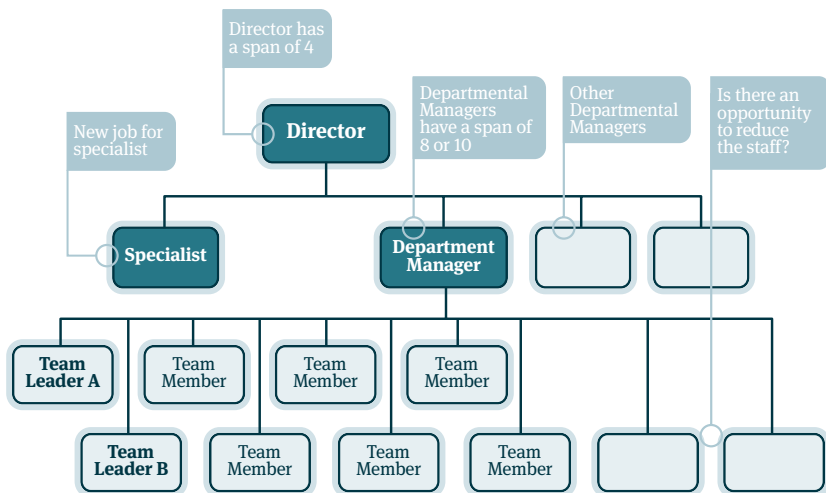 Director has
a span of 4
New job for
specialist
Director
Departmental
Managers
have a span of
8 or 10
Other
Departmental
Managers
Is there an
opportunity
to reduce
the staff?
Specialist
Department
Manager
Team
Leader A
Team
Member
Team
Member
Team
Member
Team
Leader B
Team
Member
Team
Member
Team
Member